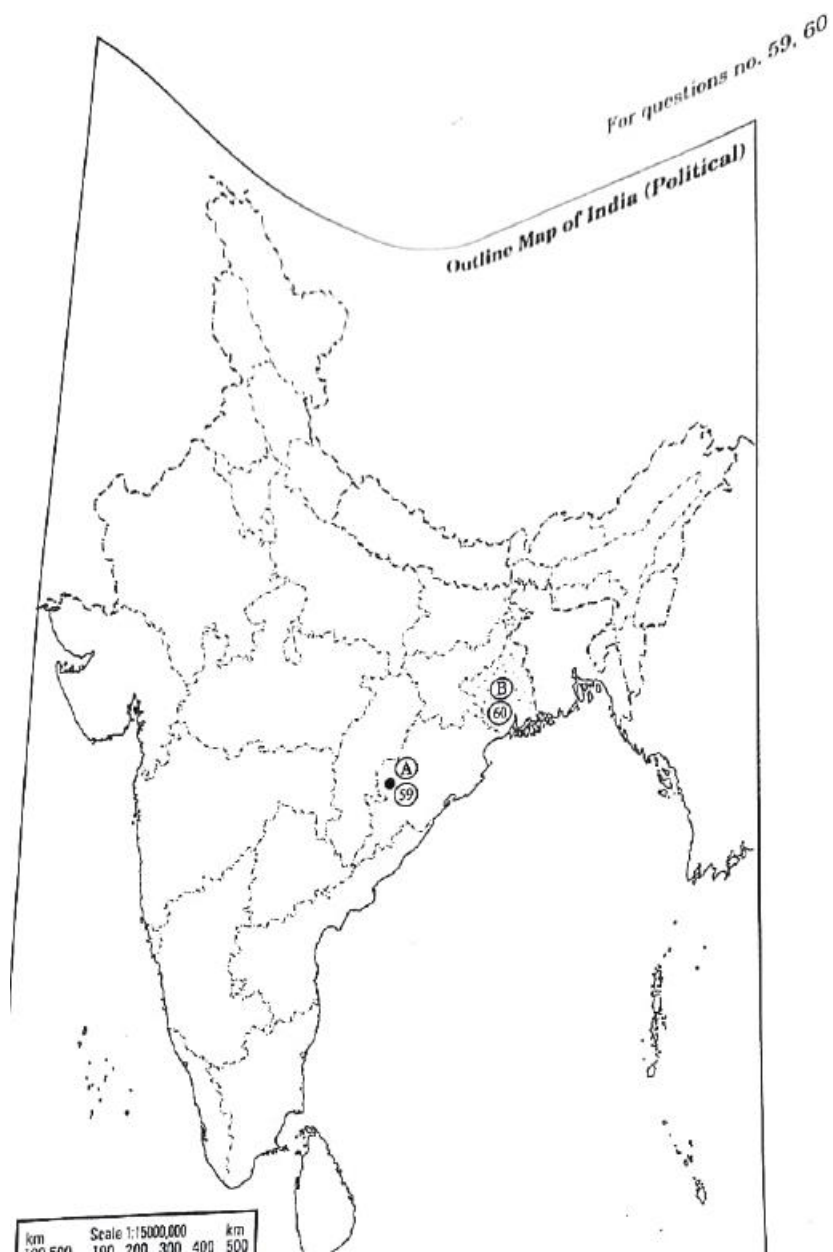 For questions no. 59, 60
Outline Map of India (Political)
B
60
A
59
Scale 1:15000,000
km km
100 200 300 400 500